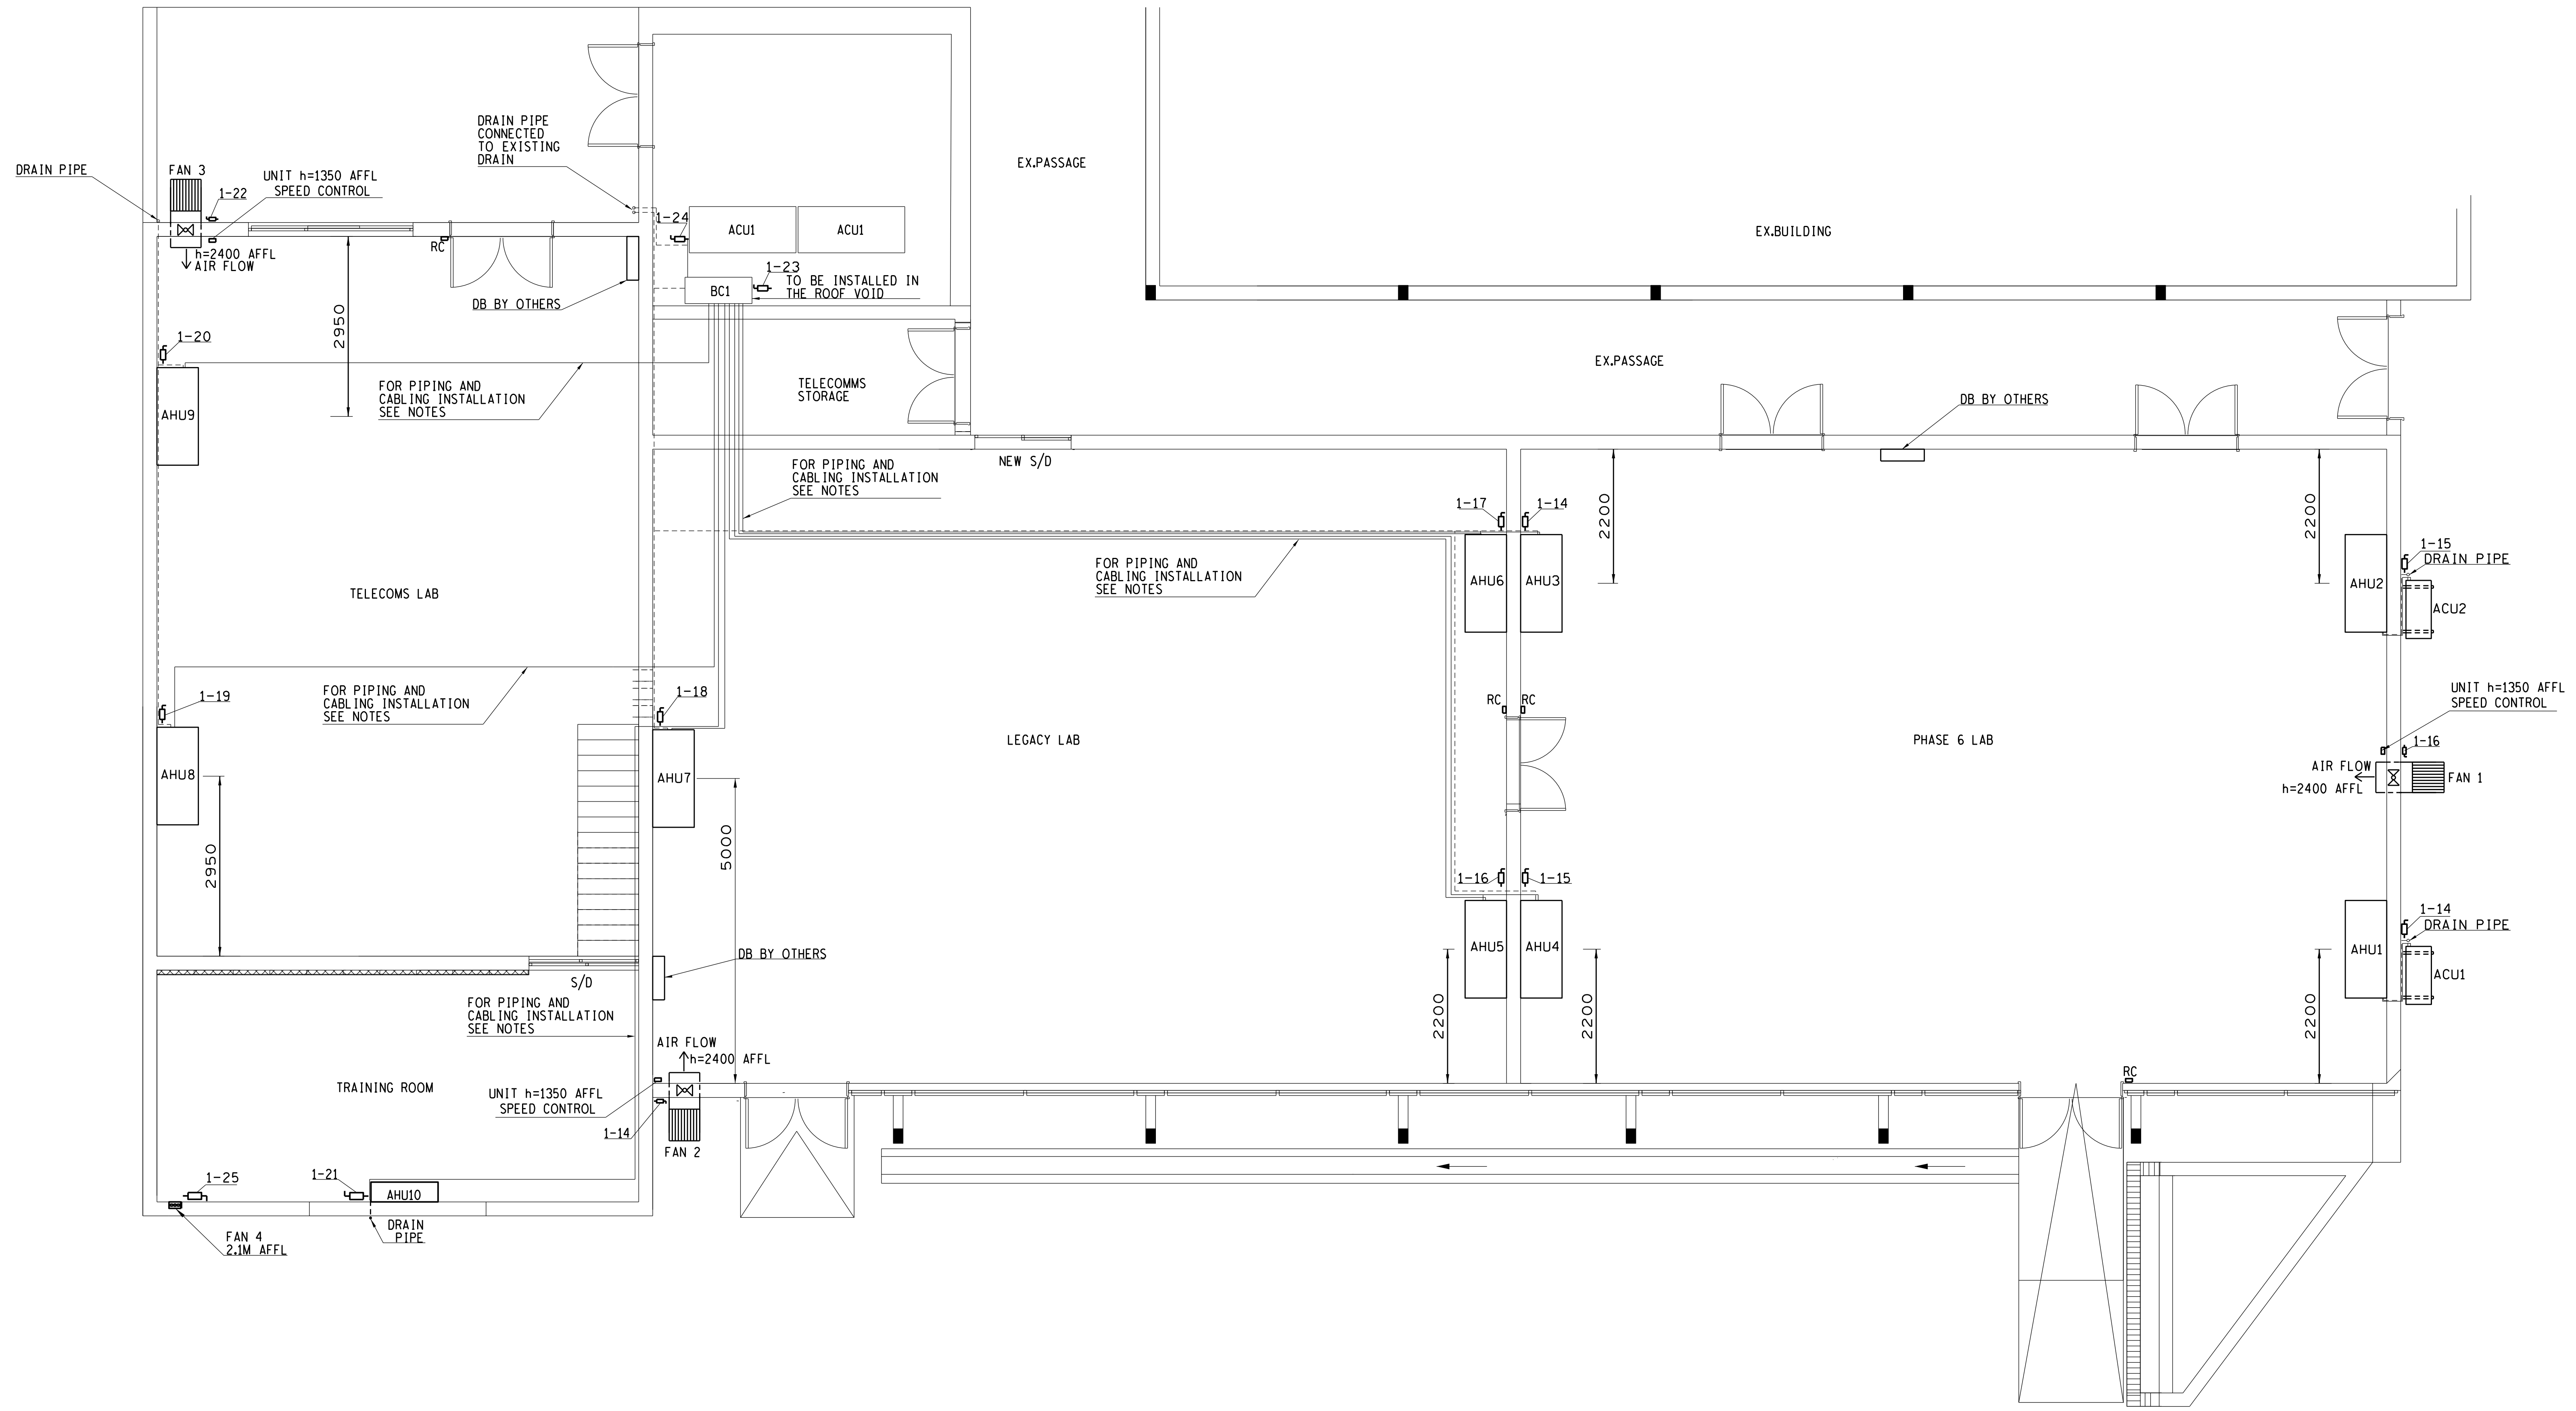 DRAIN PIPE
FAN 3
1-22
UNIT h=1350 AFFL
SPEED CONTROL
h=2400 AFFL
AIR FLOW
RC
DB BY OTHERS
2950
1-20
AHU9
FOR PIPING AND
CABLING INSTALLATION
SEE NOTES
TELECOMS LAB
1-19
FOR PIPING AND
CABLING INSTALLATION
SEE NOTES
AHU8
2950
DRAIN PIPE
CONNECTED
TO EXISTING
DRAIN
1-24
ACU1
ACU1
BC1
1-23
TO BE INSTALLED IN
THE ROOF VOID
TELECOMMS
STORAGE
EX.PASSAGE
EX.BUILDING
EX.PASSAGE
DB BY OTHERS
NEW S/D
FOR PIPING AND
CABLING INSTALLATION
SEE NOTES
FOR PIPING AND
CABLING INSTALLATION
SEE NOTES
1-17
1-14
AHU6
AHU3
2200
2200
AHU2
1-15
DRAIN PIPE
ACU2
1-18
AHU7
5000
LEGACY LAB
RC
RC
PHASE 6 LAB
UNIT h=1350 AFFL
SPEED CONTROL
1-16
AIR FLOW
h=2400 AFFL
FAN 1
1-16
1-15
AHU5
AHU4
2200
2200
2200
AHU1
1-14
DRAIN PIPE
ACU1
RC
DB BY OTHERS
S/D
FOR PIPING AND
CABLING INSTALLATION
SEE NOTES
AIR FLOW
h=2400 AFFL
TRAINING ROOM
UNIT h=1350 AFFL
SPEED CONTROL
1-14
FAN 2
1-25
1-21
AHU10
DRAIN
PIPE
FAN 4
2.1M AFFL